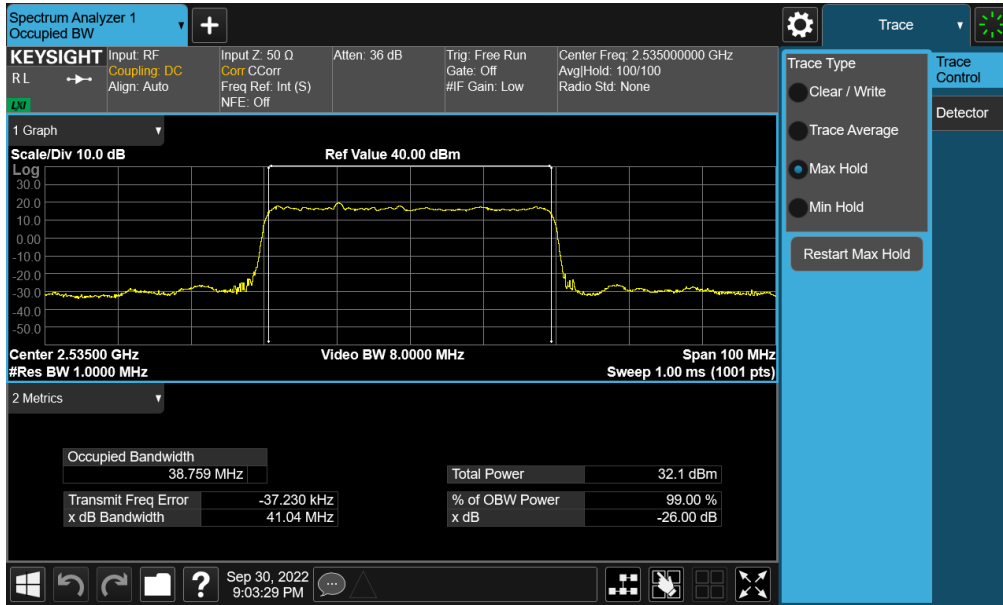 Spectrum Analyzer 1
Occupied BW
Trace
KEYSIGHT
R L
LXI
Input: RF
Coupling: DC
Align: Auto
Input Z: 50 Ω
Corr CCorr
Freq Ref: Int (S)
NFE: Off
Atten: 36 dB
Trig: Free Run
Gate: Off
#IF Gain: Low
Center Freq: 2.535000000 GHz
Avg|Hold: 100/100
Radio Std: None
Trace Type
Clear / Write
Trace Average
Max Hold
Min Hold
Restart Max Hold
Trace
Control
Detector
1 Graph
Scale/Div 10.0 dB
Ref Value 40.00 dBm
Log
30.0
20.0
10.0
0.00
-10.0
-20.0
-30.0
-40.0
-50.0
Center 2.53500 GHz
Video BW 8.0000 MHz
Span 100 MHz
#Res BW 1.0000 MHz
Sweep 1.00 ms (1001 pts)
2 Metrics
Occupied Bandwidth
38.759 MHz
Total Power 32.1 dBm
Transmit Freq Error -37.230 kHz
% of OBW Power 99.00 %
x dB Bandwidth 41.04 MHz
x dB -26.00 dB
?
Sep 30, 2022
9:03:29 PM